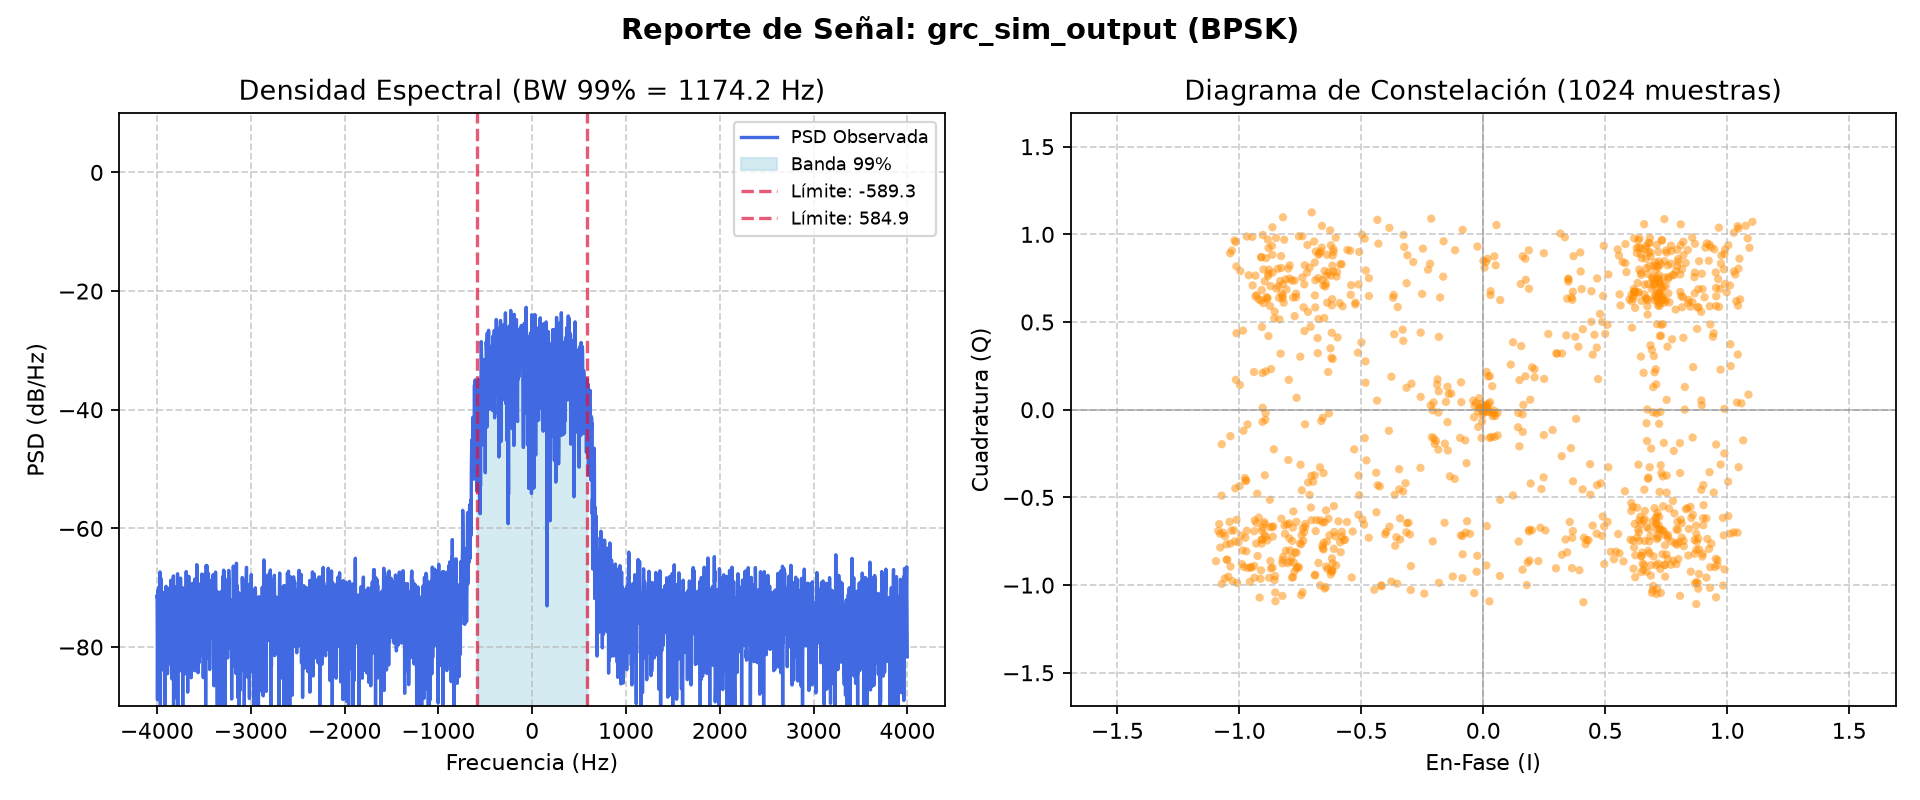 Reporte de Señal: grc_sim_output (BPSK)
Densidad Espectral (BW 99% = 1174.2 Hz)
PSD (dB/Hz)
0
−20
−40
−60
−80
PSD Observada
Banda 99%
Límite: -589.3
Límite: 584.9
−4000 −3000 −2000 −1000 0 1000 2000 3000 4000
Frecuencia (Hz)
Diagrama de Constelación (1024 muestras)
Cuadratura (Q)
1.5
1.0
0.5
0.0
−0.5
−1.0
−1.5
−1.5 −1.0 −0.5 0.0 0.5 1.0 1.5
En-Fase (I)